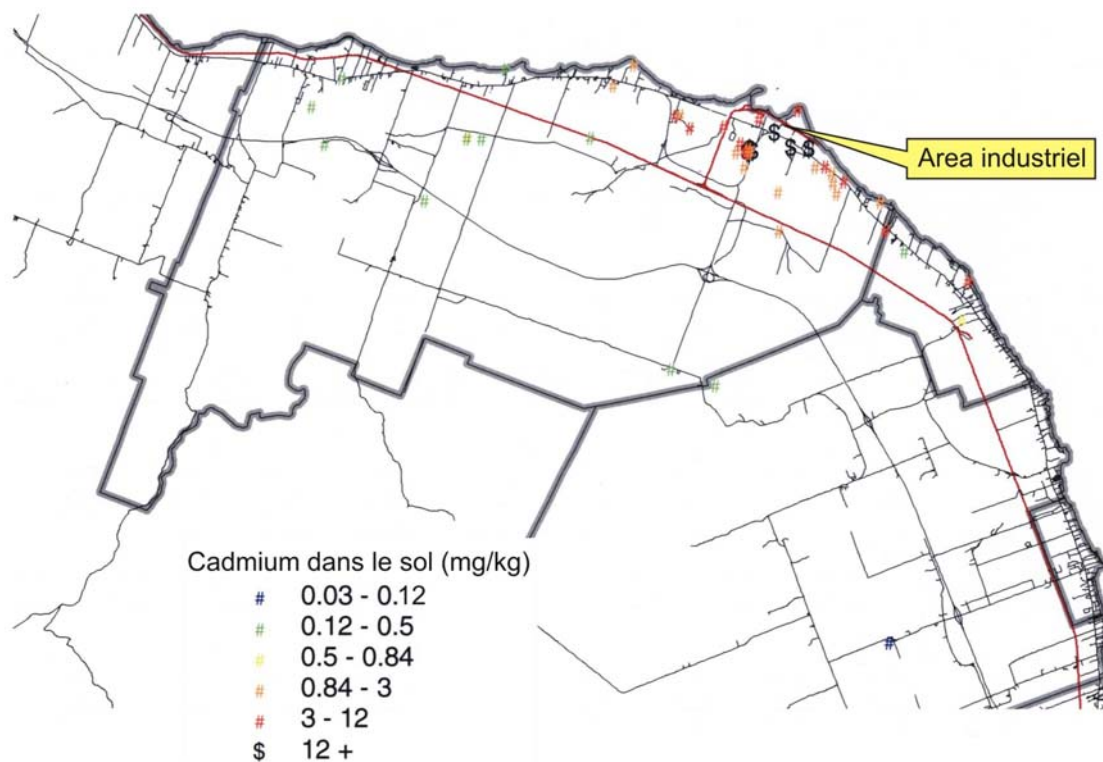 Area industriel
Cadmium dans le sol (mg/kg)
# 0.03 - 0.12
# 0.12 - 0.5
# 0.5 - 0.84
# 0.84 - 3
# 3 - 12
$ 12 +